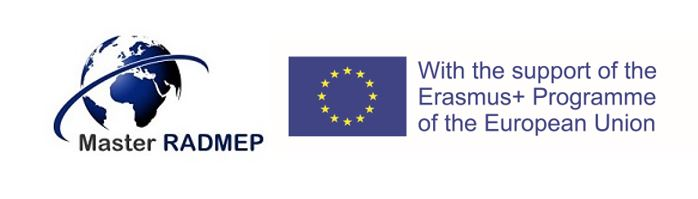 Master RADMEP
With the support of the
Erasmus+ Programme
of the European Union